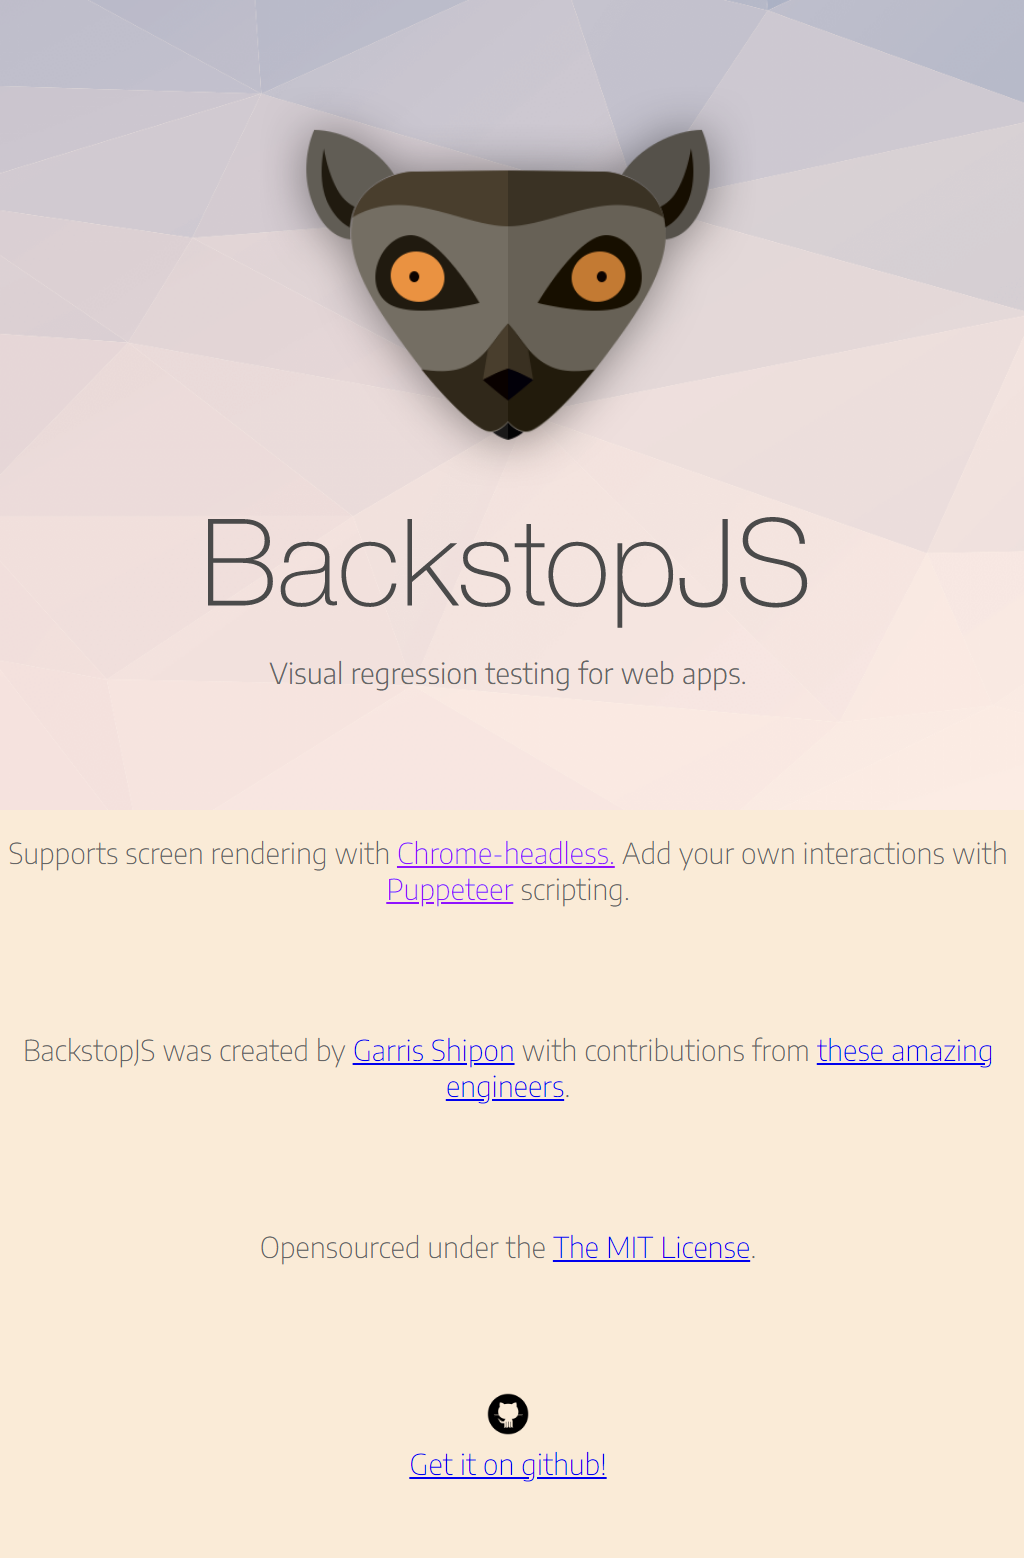 BackstopJS
Visual regression testing for web apps.
Supports screen rendering with Chrome-headless. Add your own interactions with
Puppeteer scripting.
BackstopJS was created by Garris Shipon with contributions from these amazing
engineers.
Opensourced under the The MIT License.
Get it on github!